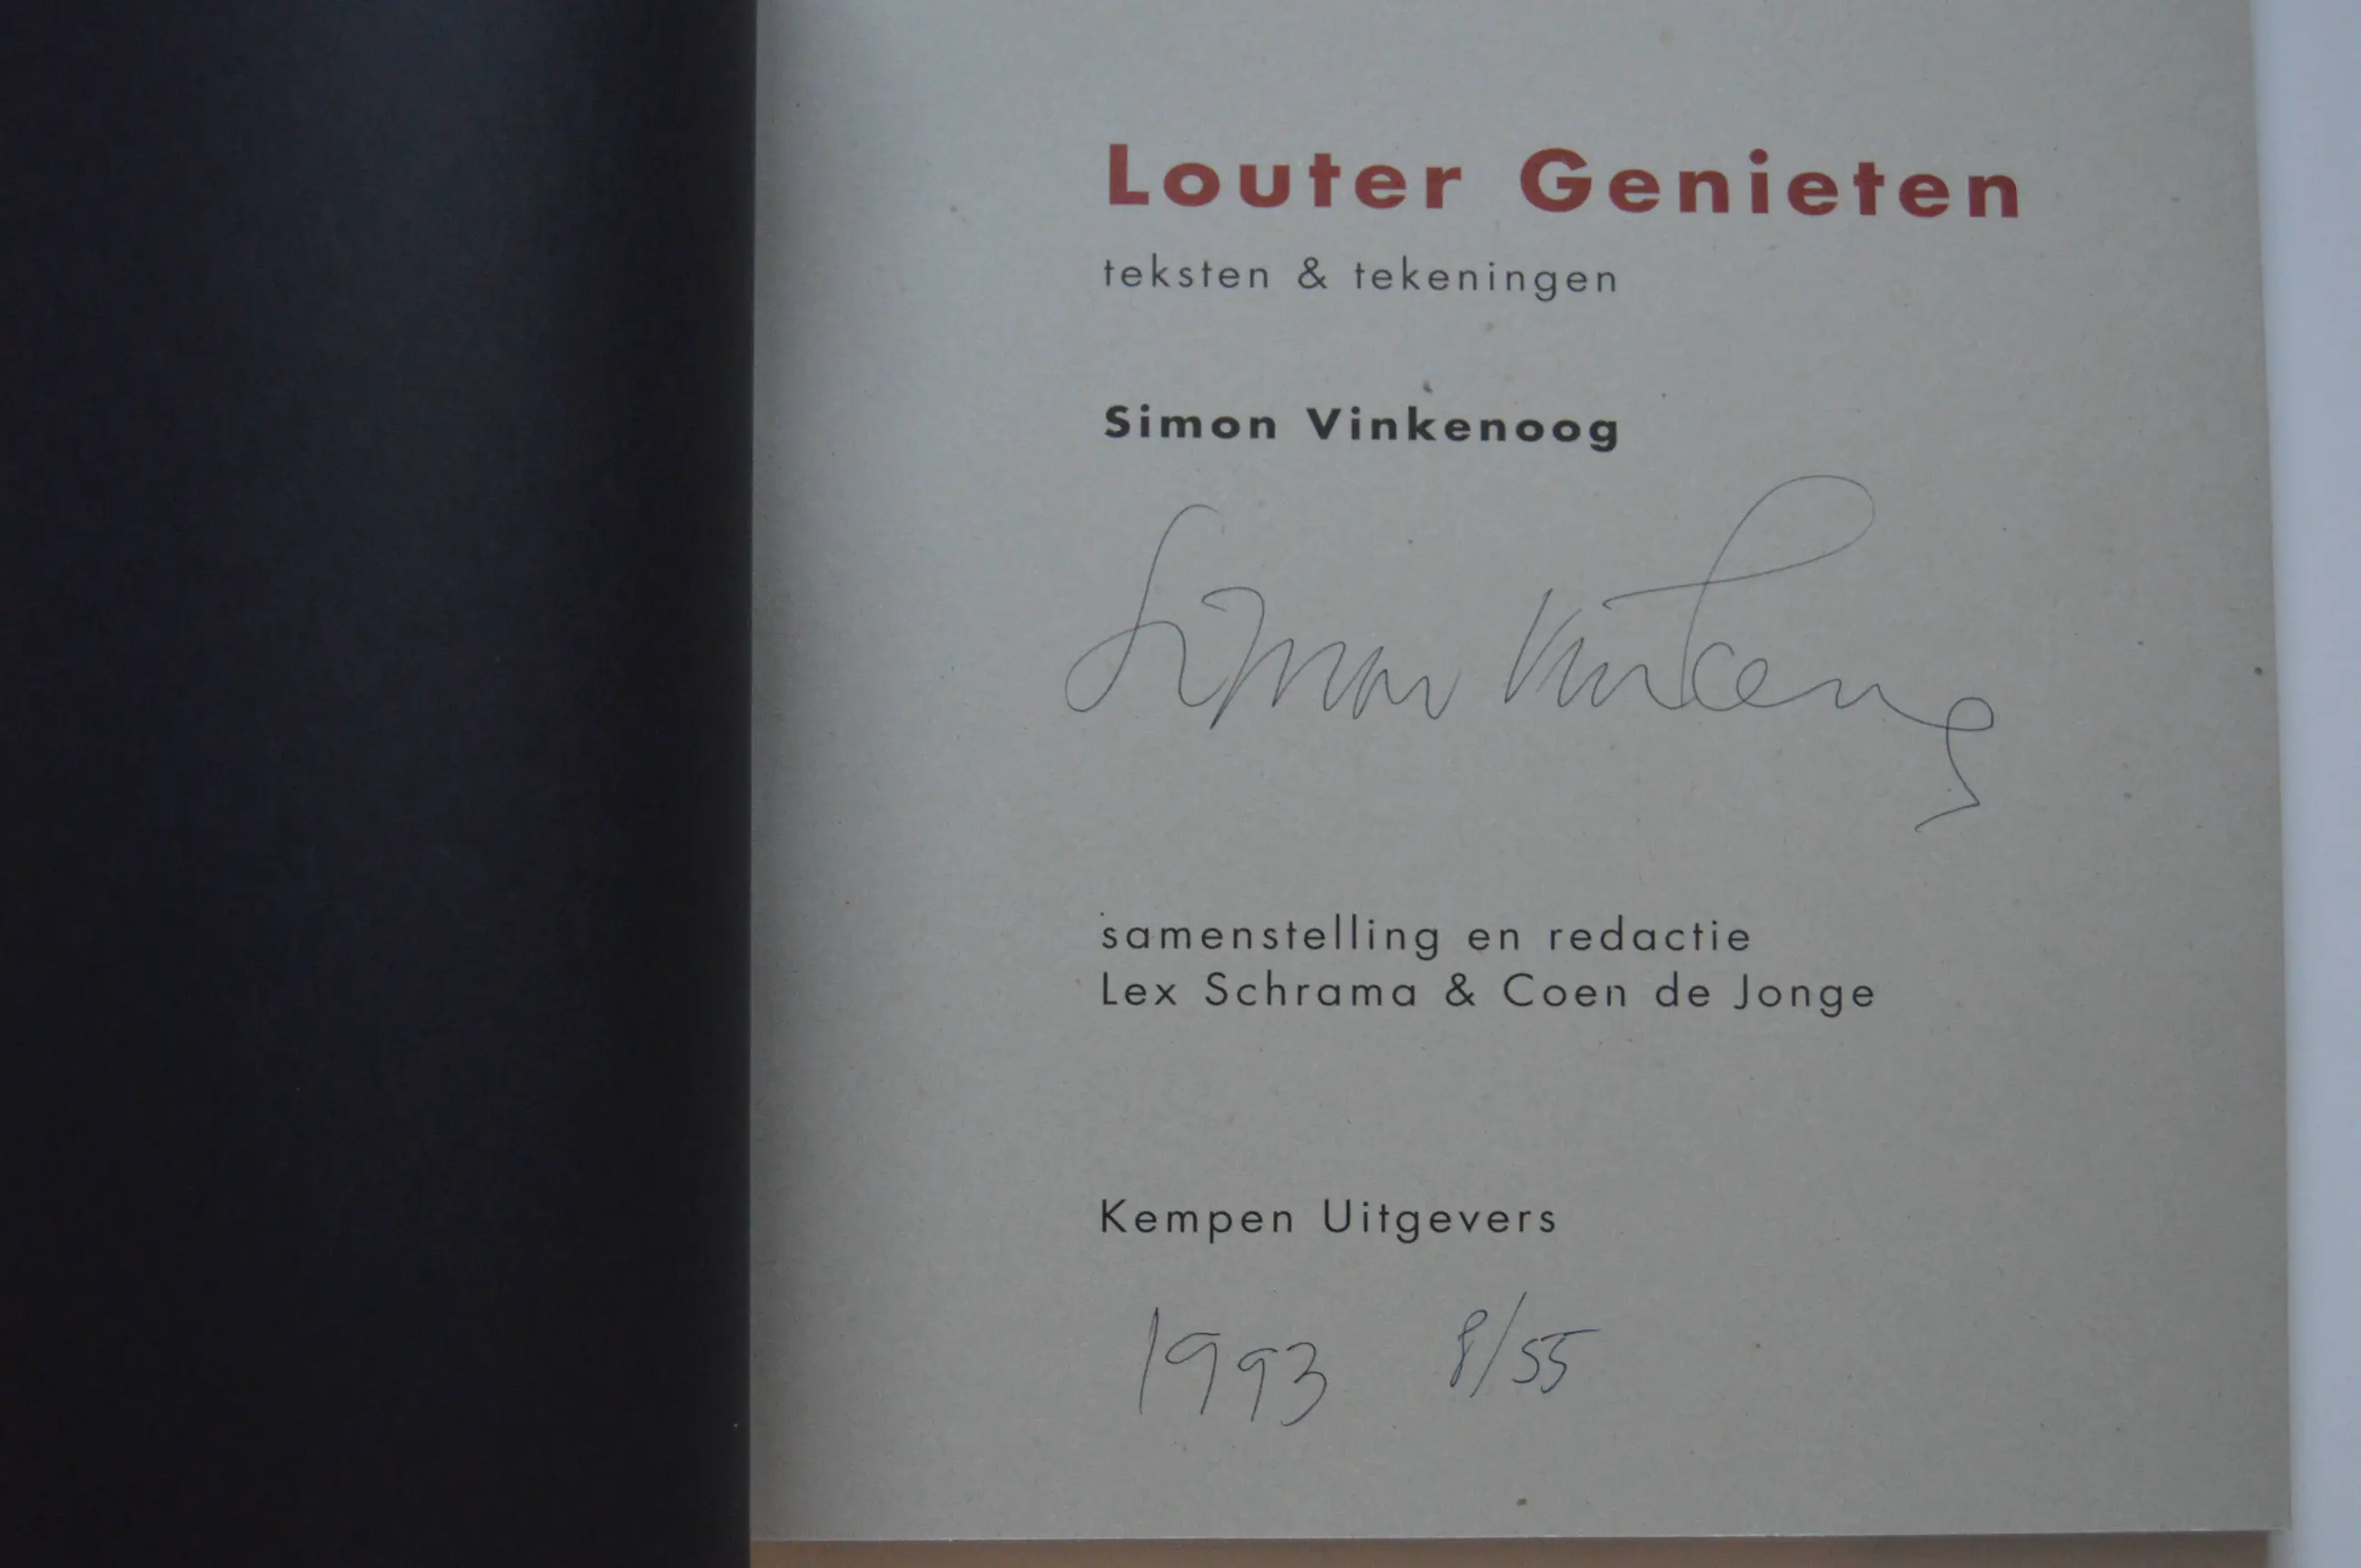 Louter Genieten
teksten & tekeningen
Simon Vinkenoog
Simon Vinkenoog
samenstelling en redactie
Lex Schrama & Coen de Jonge
Kempen Uitgevers
1993 8/55